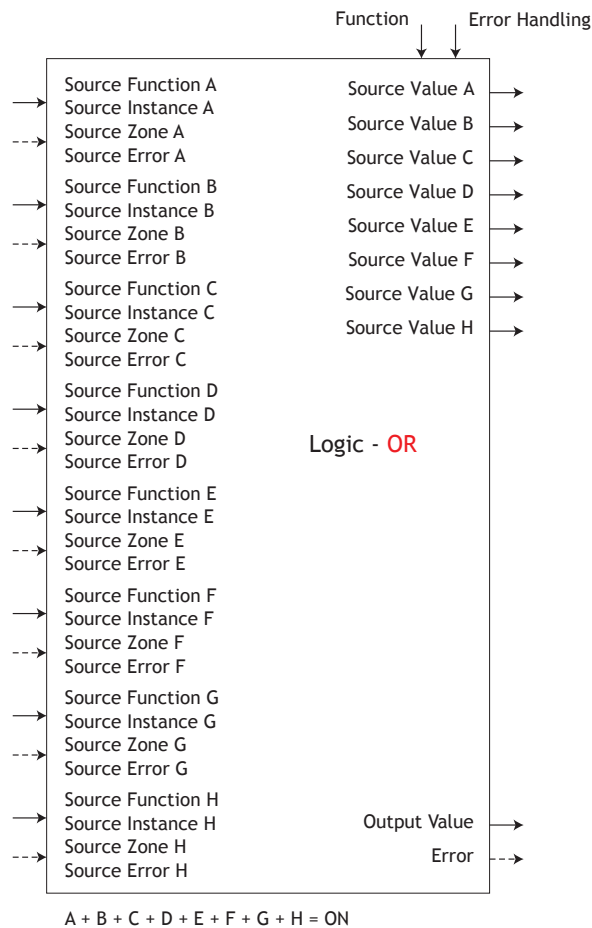 Function
Error Handling
Source Function A
Source Instance A
Source Zone A
Source Error A
Source Function B
Source Instance B
Source Zone B
Source Error B
Source Function C
Source Instance C
Source Zone C
Source Error C
Source Function D
Source Instance D
Source Zone D
Source Error D
Source Function E
Source Instance E
Source Zone E
Source Error E
Source Function F
Source Instance F
Source Zone F
Source Error F
Source Function G
Source Instance G
Source Zone G
Source Error G
Source Function H
Source Instance H
Source Zone H
Source Error H
Source Value A
Source Value B
Source Value C
Source Value D
Source Value E
Source Value F
Source Value G
Source Value H
Logic - OR
Output Value
Error
A + B + C + D + E + F + G + H = ON